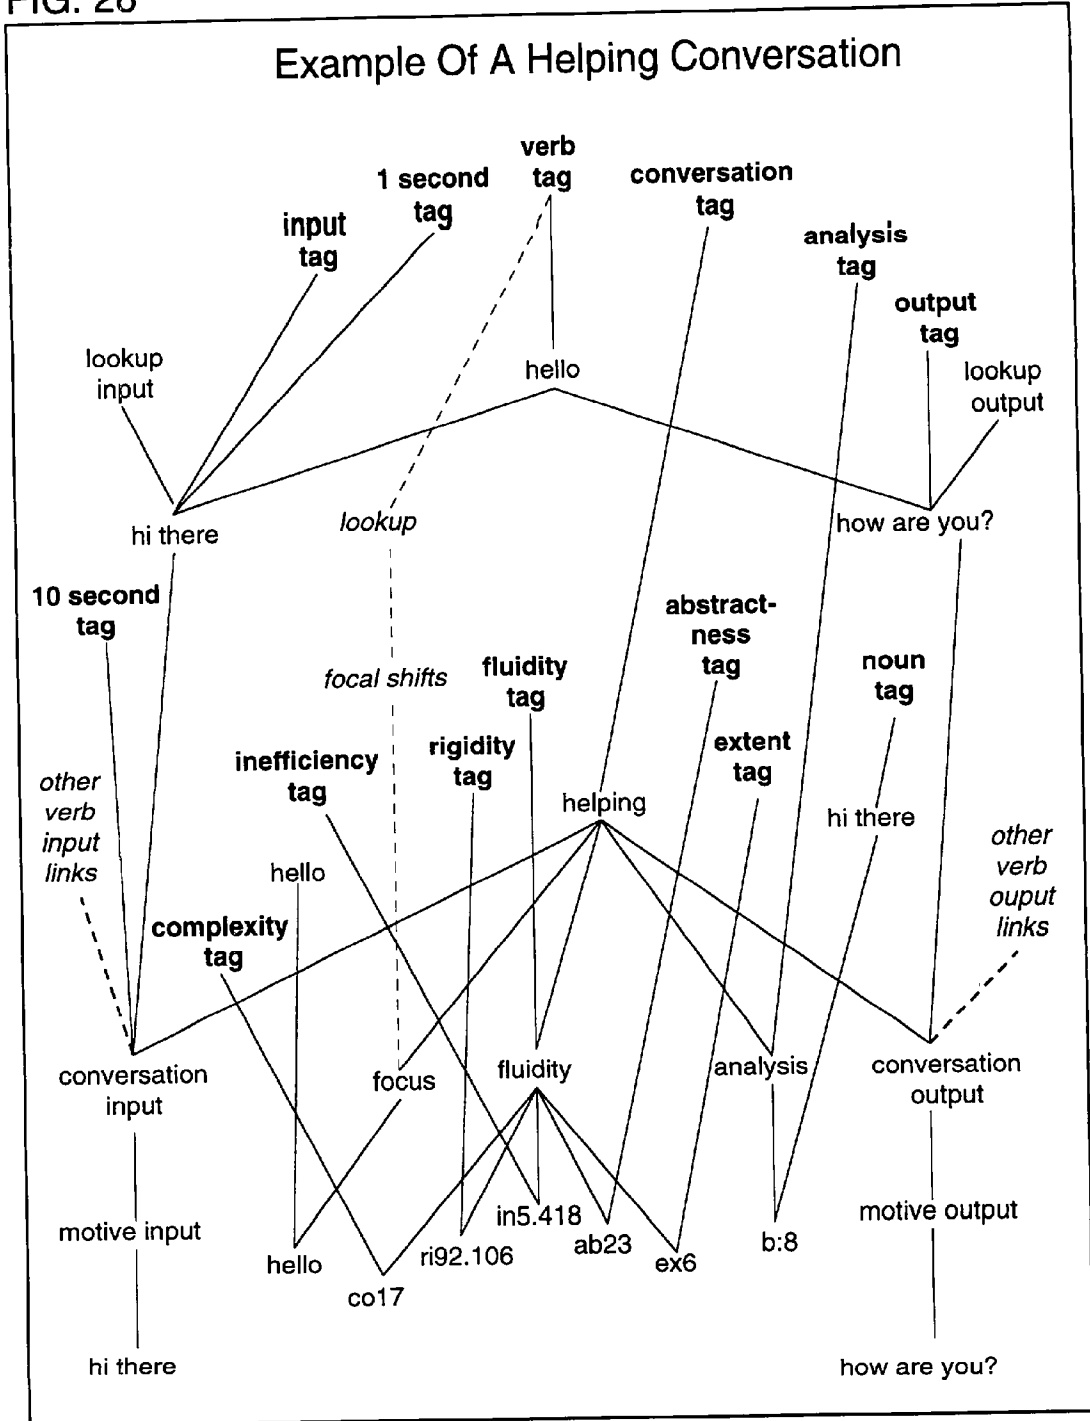 FIG. 28
Example Of A Helping Conversation
verb
tag
1 second
tag
conversation
tag
input
tag
analysis
tag
output
tag
lookup
input
hello
lookup
output
hi there
lookup
how are you?
10 second
tag
abstract-
ness
tag
focal shifts
fluidity
tag
noun
tag
inefficiency
tag
rigidity
tag
extent
tag
other
verb
input
links
helping
hi there
other
verb
ouput
links
hello
complexity
tag
conversation
input
focus
fluidity
analysis
conversation
output
motive input
in5.418
motive output
hello
ri92.106
ab23
ex6
b:8
co17
hi there
how are you?